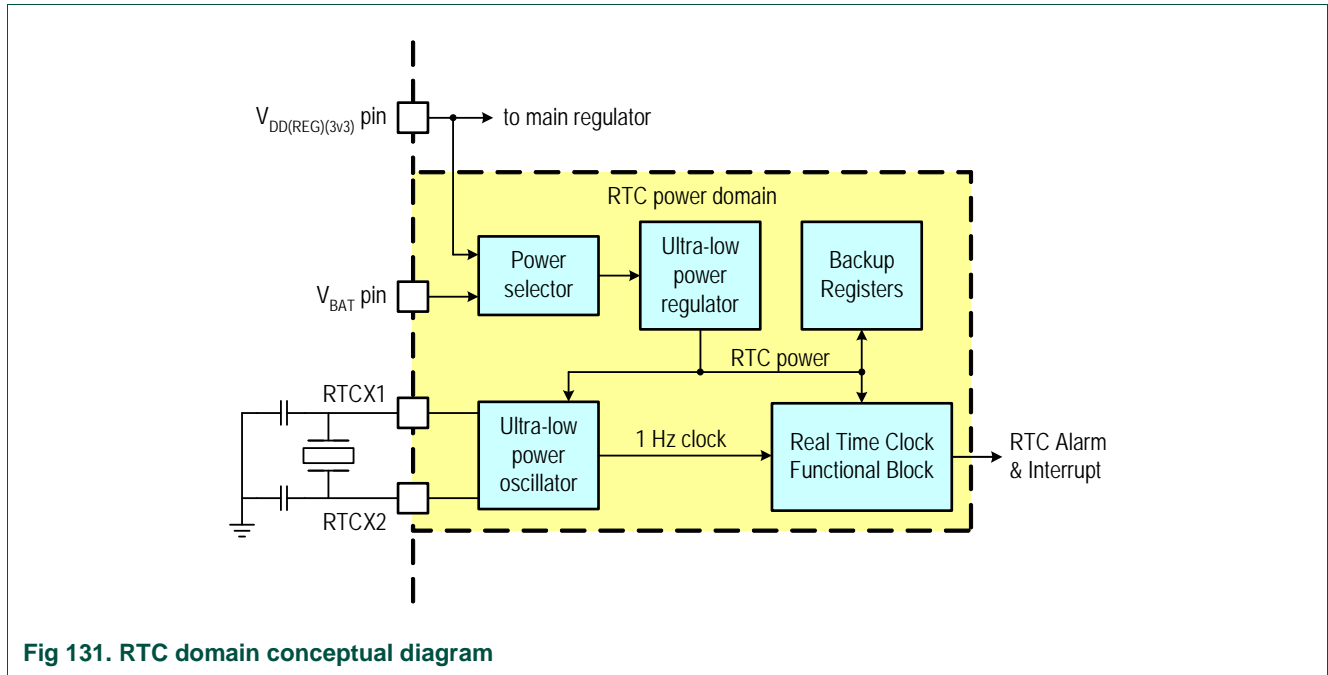 V_DD(REG)(3v3) pin
to main regulator
RTC power domain
Power
selector
Ultra-low
power
regulator
Backup
Registers
V_BAT pin
RTC power
RTCX1
Ultra-low
power
oscillator
1 Hz clock
Real Time Clock
Functional Block
RTC Alarm
& Interrupt
RTCX2
Fig 131. RTC domain conceptual diagram